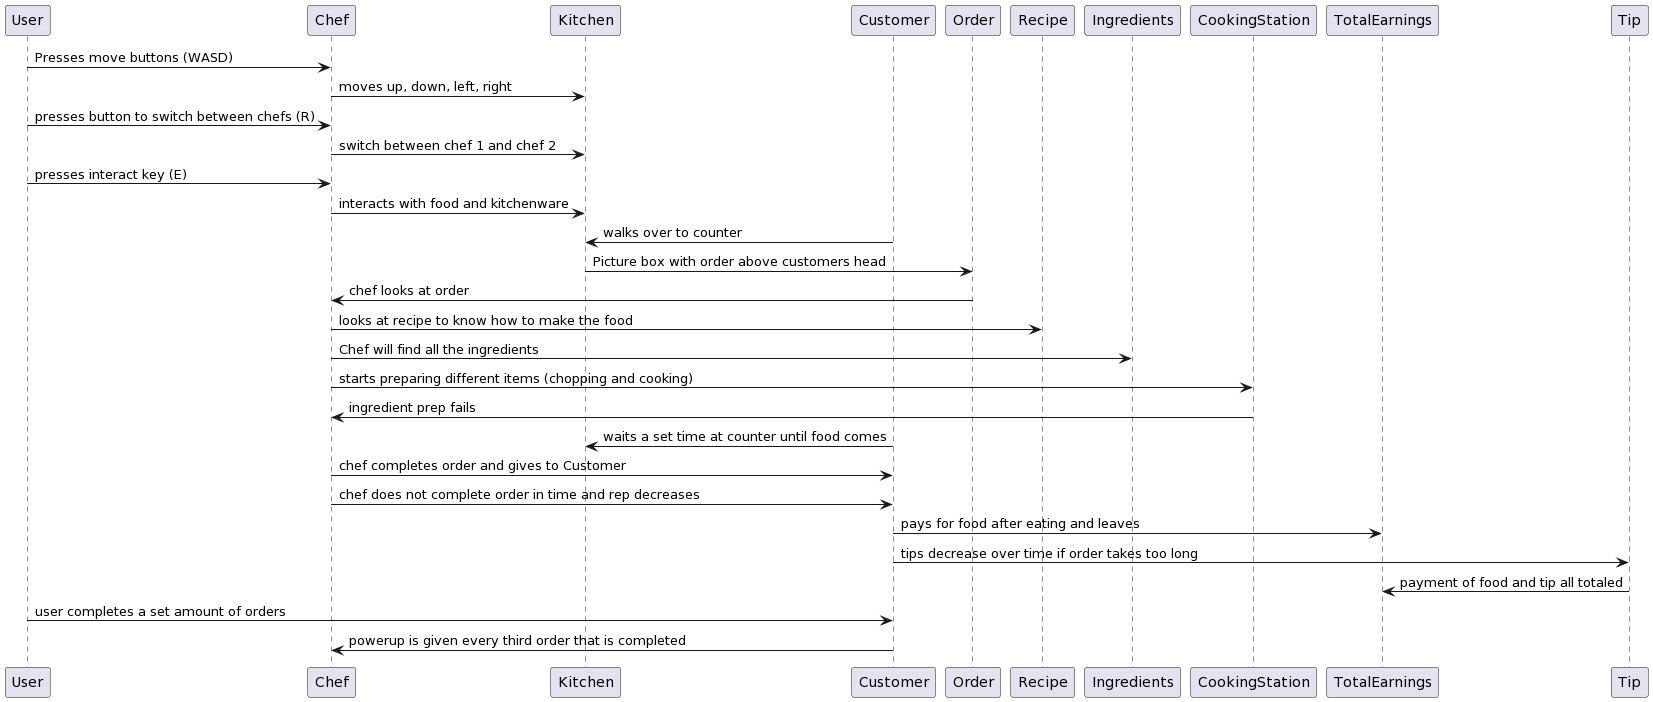 User Chef Kitchen Customer Order Recipe Ingredients CookingStation TotalEarnings Tip
Presses move buttons (WASD)
moves up, down, left, right
presses button to switch between chefs (R)
switch between chef 1 and chef 2
presses interact key (E)
interacts with food and kitchenware
walks over to counter
Picture box with order above customers head
chef looks at order
looks at recipe to know how to make the food
Chef will find all the ingredients
starts preparing different items (chopping and cooking)
ingredient prep fails
waits a set time at counter until food comes
chef completes order and gives to Customer
chef does not complete order in time and rep decreases
pays for food after eating and leaves
tips decrease over time if order takes too long
payment of food and tip all totaled
user completes a set amount of orders
powerup is given every third order that is completed
User Chef Kitchen Customer Order Recipe Ingredients CookingStation TotalEarnings Tip